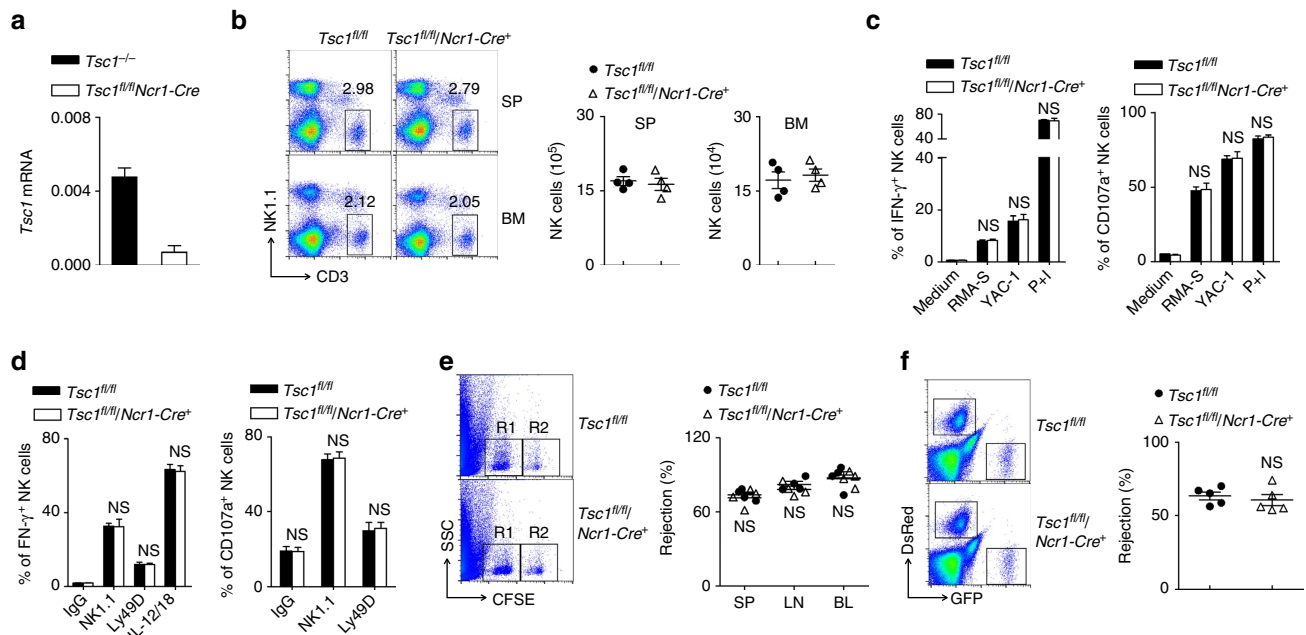 a
Tsc1–/–
Tsc1fl/flNcr1-Cre
0.008
0.004
0.000
Tsc1 mRNA
b
Tsc1fl/fl
Tsc1fl/fl/Ncr1-Cre+
2.98
2.79
SP
2.12
2.05
BM
NK1.1
CD3
Tsc1fl/fl
Tsc1fl/fl/Ncr1-Cre+
SP
30
15
0
NK cells (10⁵)
BM
30
15
0
NK cells (10⁴)
c
Tsc1fl/fl
Tsc1fl/fl/Ncr1-Cre+
% of IFN-γ+ NK cells
80
40
40
20
0
NS
NS
NS
Medium
RMA-S
YAC-1
P+I
Tsc1fl/fl
Tsc1fl/flNcr1-Cre+
% of CD107a+ NK cells
100
50
0
NS
NS
NS
Medium
RMA-S
YAC-1
P+I
d
Tsc1fl/fl
Tsc1fl/fl/Ncr1-Cre+
% of FN-γ+ NK cells
80
40
0
NS
NS
NS
IgG
NK1.1
Ly49D
IL-12/18
Tsc1fl/fl
Tsc1fl/fl/Ncr1-Cre+
% of CD107a+ NK cells
80
40
0
NS
NS
IgG
NK1.1
Ly49D
e
R1
R2
Tsc1fl/fl
R1
R2
Tsc1fl/fl/
Ncr1-Cre+
SSC
CFSE
Tsc1fl/fl
Tsc1fl/fl/Ncr1-Cre+
Rejection (%)
120
60
0
NS
NS
NS
SP
LN
BL
f
Tsc1fl/fl
Tsc1fl/fl/
Ncr1-Cre+
DsRed
GFP
Tsc1fl/fl
Tsc1fl/fl/Ncr1-Cre+
Rejection (%)
100
50
0
NS